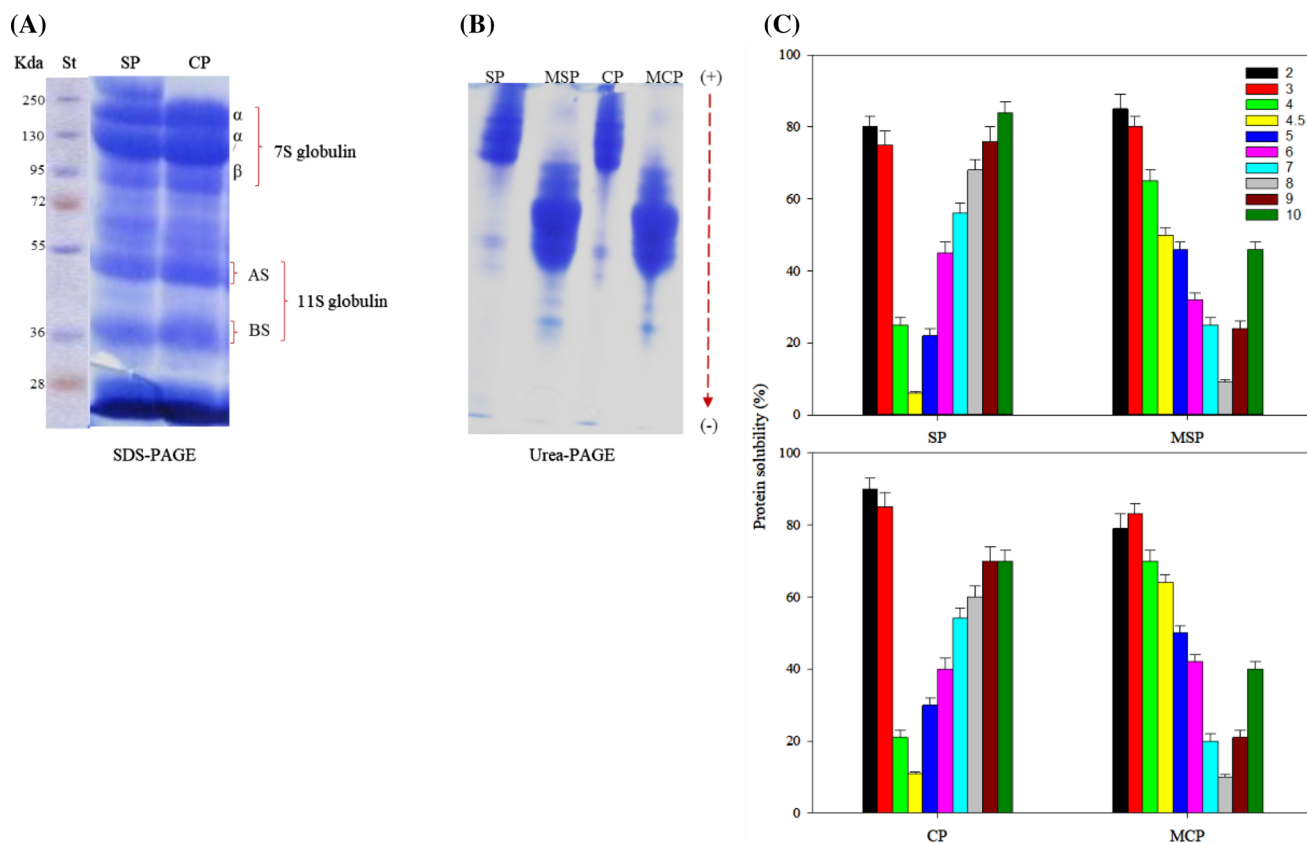 (A)
Kda St SP CP
250
130
95
72
55
36
28
α
α
/
β
7S globulin
AS
BS
11S globulin
SDS-PAGE
(B)
SP MSP CP MCP
(+)
(-)
Urea-PAGE
(C)
Protein solubility (%)
100
80
60
40
20
0
SP MSP
2
3
4
4.5
5
6
7
8
9
10
100
80
60
40
20
0
CP MCP